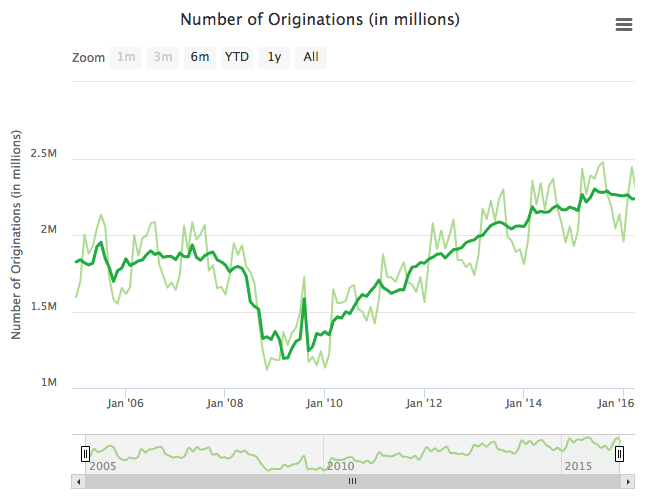 Number of Originations (in millions)
Zoom 1m 3m 6m YTD 1y All
Number of Originations (in millions)
2.5M
2M
1.5M
1M
Jan '06 Jan '08 Jan '10 Jan '12 Jan '14 Jan '16
2005 2010 2015